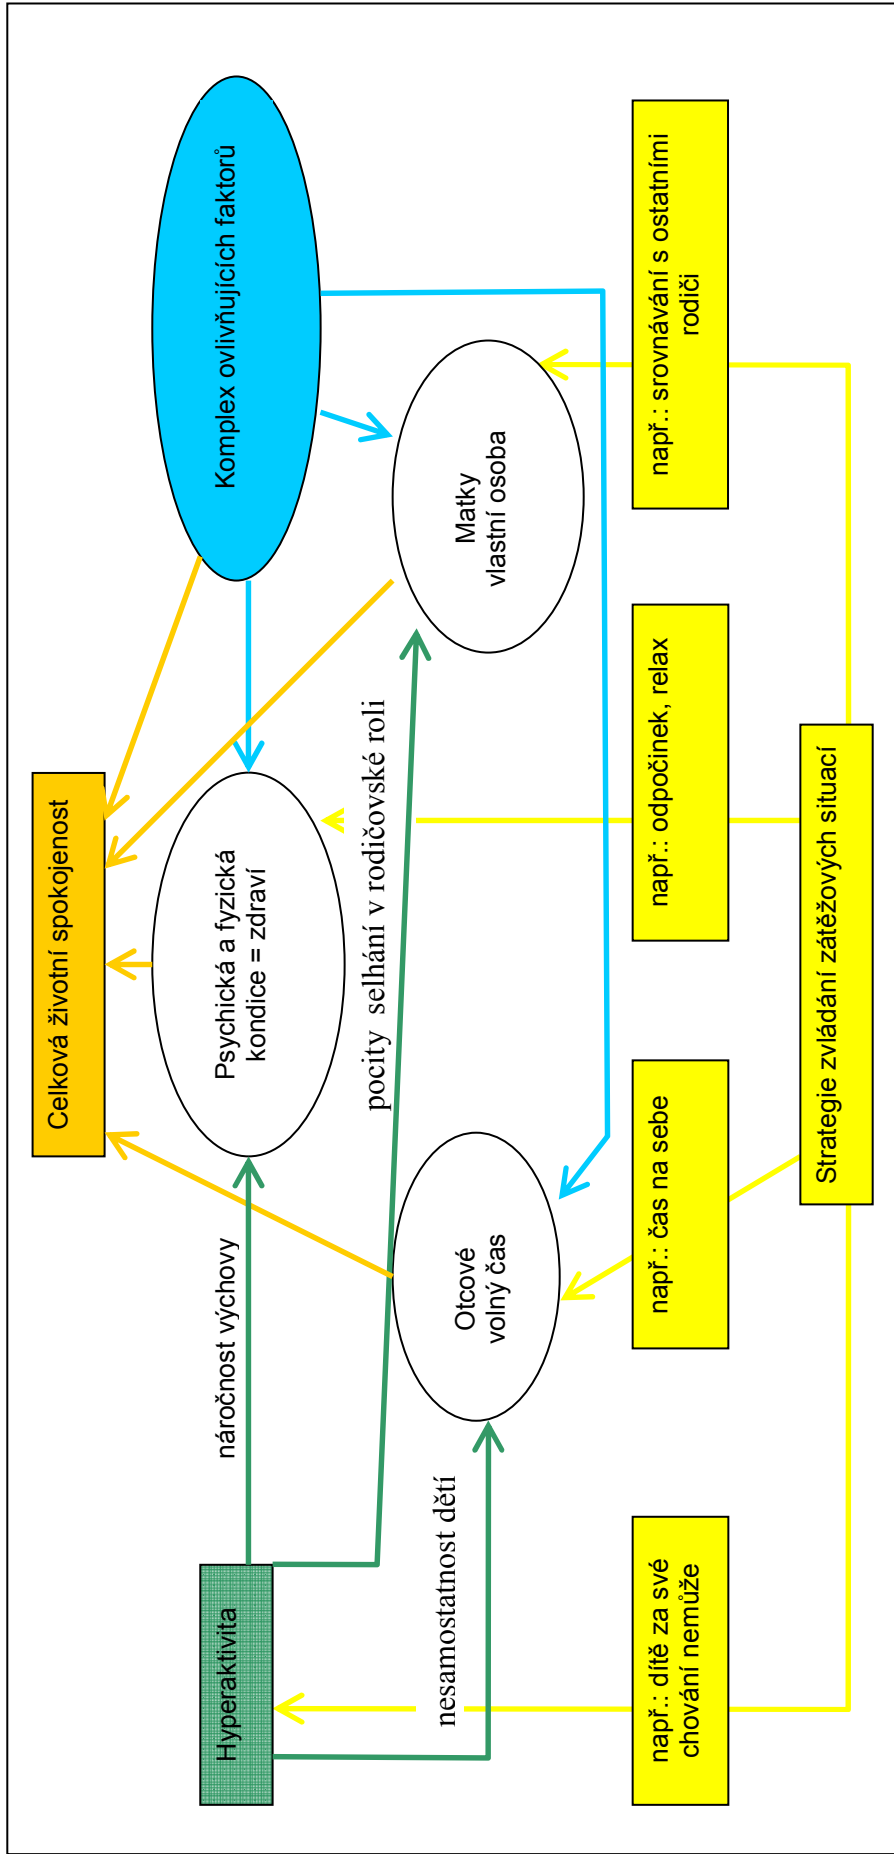 Celková životní spokojenost
Hyperaktivita
náročnost výchovy
Psychická a fyzická
kondice = zdraví
Komplex ovlivňujících faktorů
pocity selhání v rodičovské roli
nesamostatnost dětí
Otcové
volný čas
Matky
vlastní osoba
např.: dítě za své
chování nemůže
např.: čas na sebe
např.: odpočinek, relax
např.: srovnávání s ostatními
rodiči
Strategie zvládání zátěžových situací